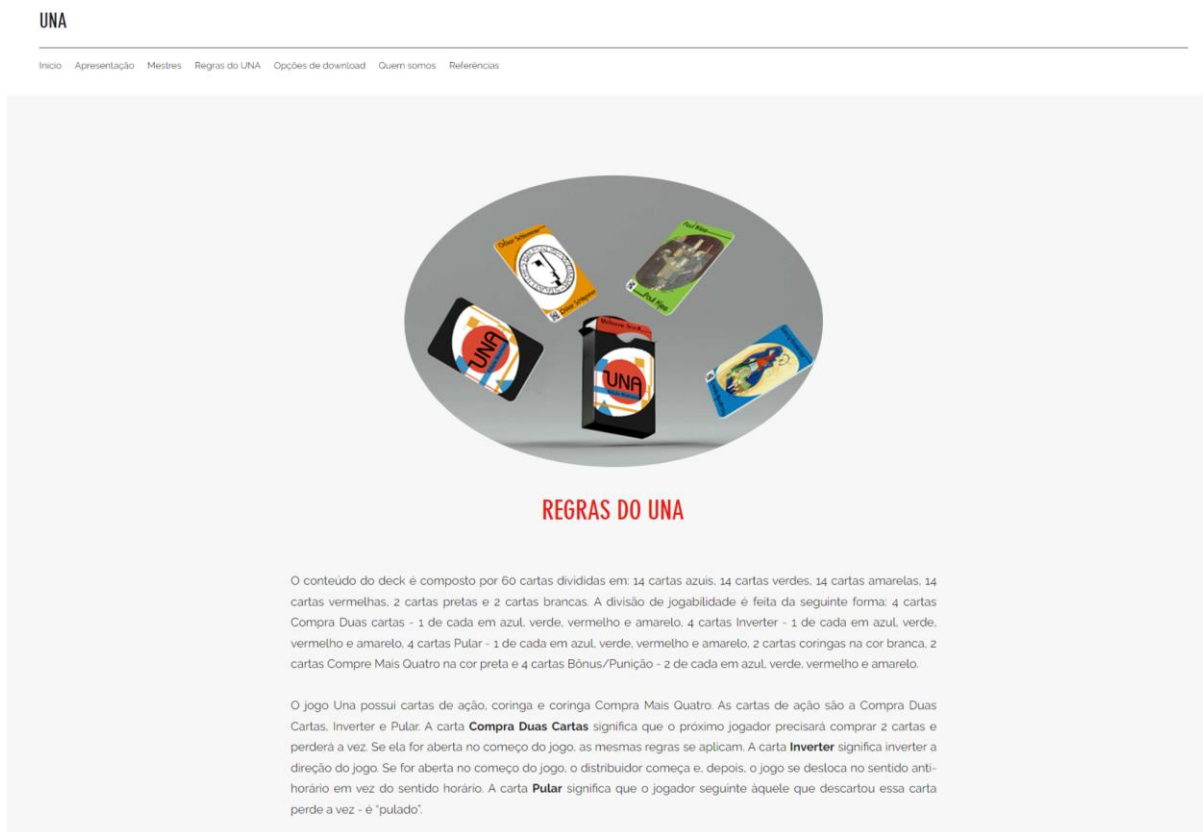 UNA
Início Apresentação Mestres Regras do UNA Opções de download Quem somos Referências
Oskar Schlemmer
Oskar Schlemmer
Paul Klee
Paul Klee
UNA
UNA
REGRAS DO UNA
O conteúdo do deck é composto por 60 cartas divididas em: 14 cartas azuis, 14 cartas verdes, 14 cartas amarelas, 14
cartas vermelhas, 2 cartas pretas e 2 cartas brancas. A divisão de jogabilidade é feita da seguinte forma: 4 cartas
Compra Duas cartas - 1 de cada em azul, verde, vermelho e amarelo, 4 cartas Inverter - 1 de cada em azul, verde,
vermelho e amarelo, 4 cartas Pular - 1 de cada em azul, verde, vermelho e amarelo, 2 cartas coringas na cor branca, 2
cartas Compre Mais Quatro na cor preta e 4 cartas Bônus/Punição - 2 de cada em azul, verde, vermelho e amarelo.
O jogo Una possui cartas de ação, coringa e coringa Compra Mais Quatro. As cartas de ação são a Compra Duas
Cartas, Inverter e Pular. A carta Compra Duas Cartas significa que o próximo jogador precisará comprar 2 cartas e
perderá a vez. Se ela for aberta no começo do jogo, as mesmas regras se aplicam. A carta Inverter significa inverter a
direção do jogo. Se for aberta no começo do jogo, o distribuidor começa e, depois, o jogo se desloca no sentido anti-
horário em vez do sentido horário. A carta Pular significa que o jogador seguinte àquele que descartou essa carta
perde a vez - é "pulado".